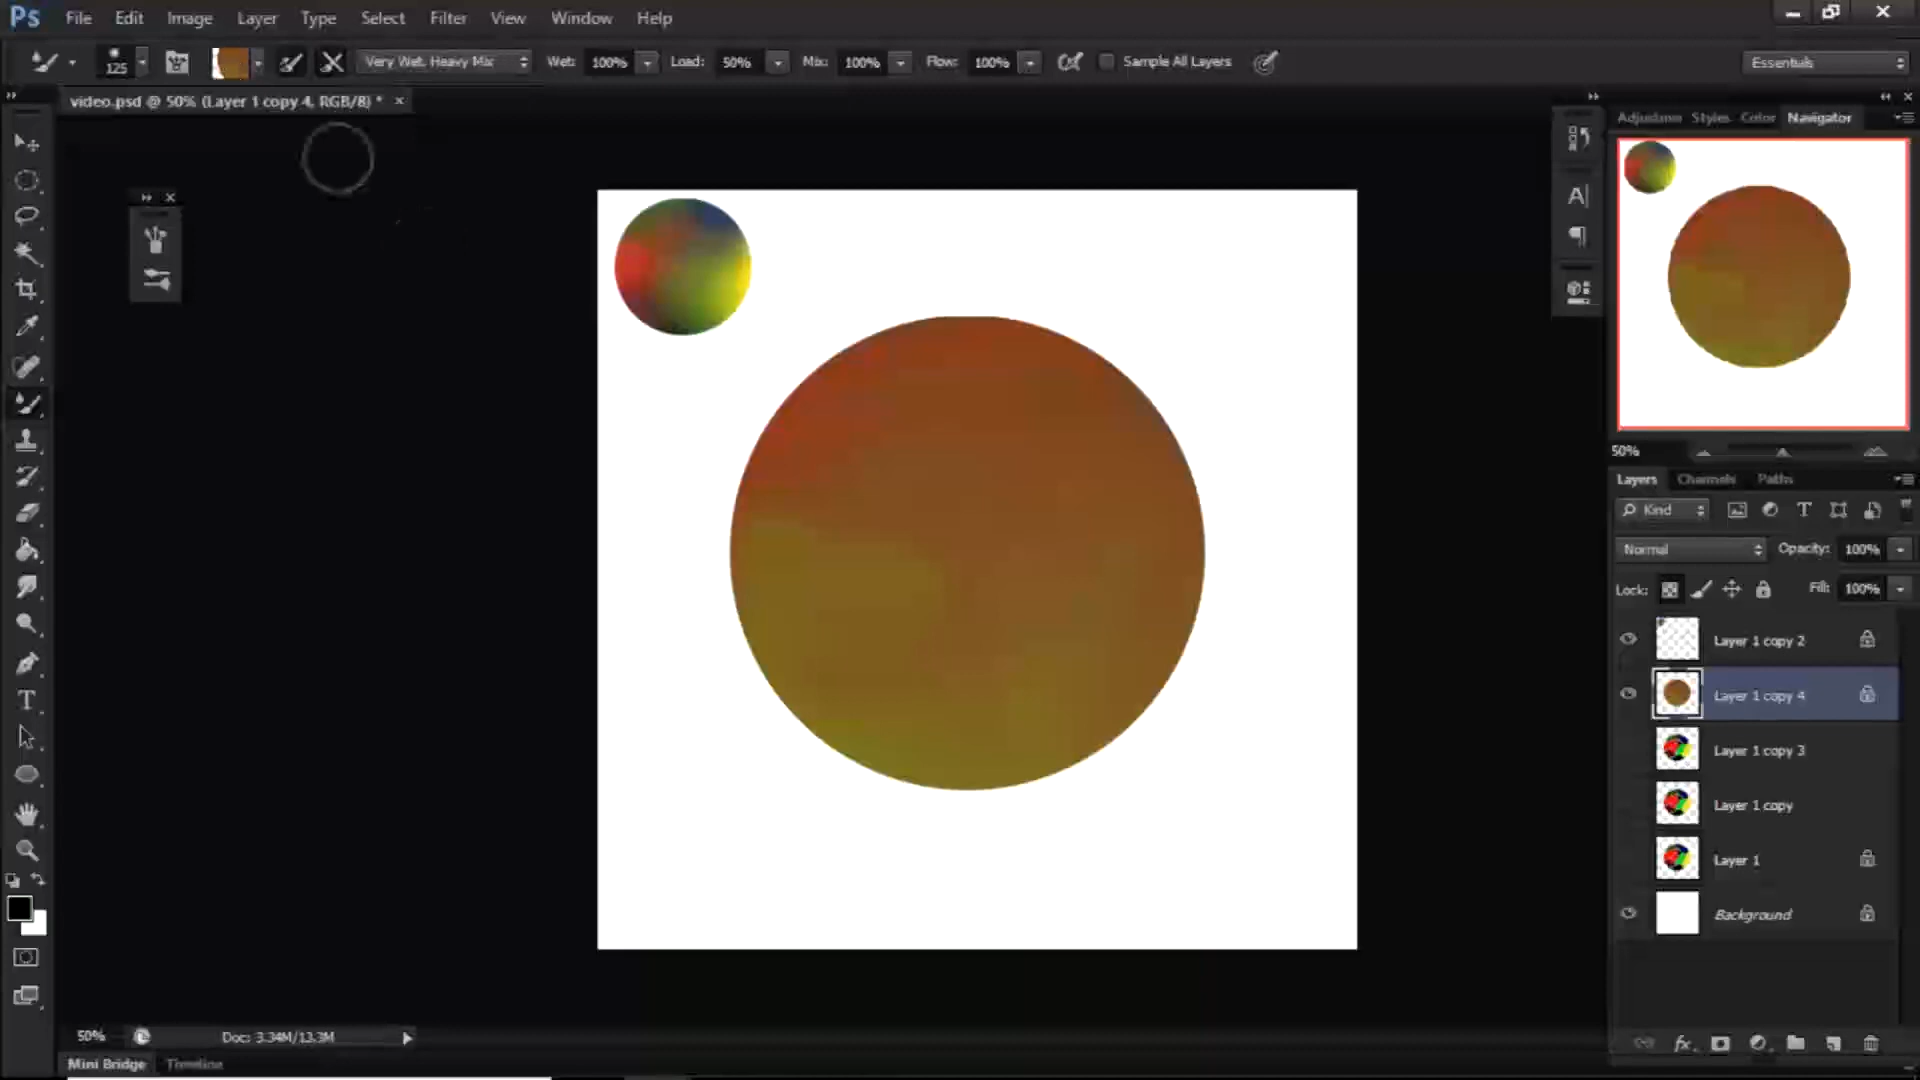 Ps File Edit Image Layer Type Select Filter View Window Help
125 Very Wet, Heavy Mix Wet: 100% Load: 50% Mix: 100% Flow: 100% Sample All Layers Essentials
video.psd @ 50% (Layer 1 copy 4, RGB/8) * ×
Adjustme Styles Color Navigator
50%
Layers Channels Paths
Kind
Normal Opacity: 100%
Lock: Fill: 100%
Layer 1 copy 2
Layer 1 copy 4
Layer 1 copy 3
Layer 1 copy
Layer 1
Background
50% Doc: 3.34M/13.3M
Mini Bridge Timeline